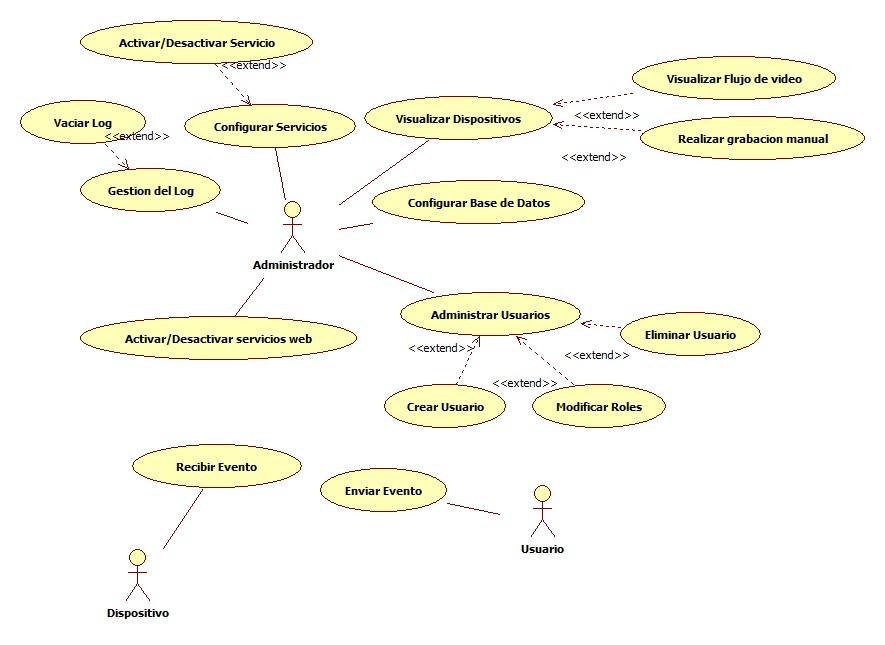 Activar/Desactivar Servicio
<<extend>>
Visualizar Flujo de video
<<extend>>
Vaciar Log
<<extend>>
Configurar Servicios
Visualizar Dispositivos
Realizar grabacion manual
<<extend>>
Gestion del Log
Configurar Base de Datos
Administrador
Administrar Usuarios
Activar/Desactivar servicios web
Eliminar Usuario
<<extend>>
<<extend>>
<<extend>>
Crear Usuario
Modificar Roles
Recibir Evento
Enviar Evento
Usuario
Dispositivo